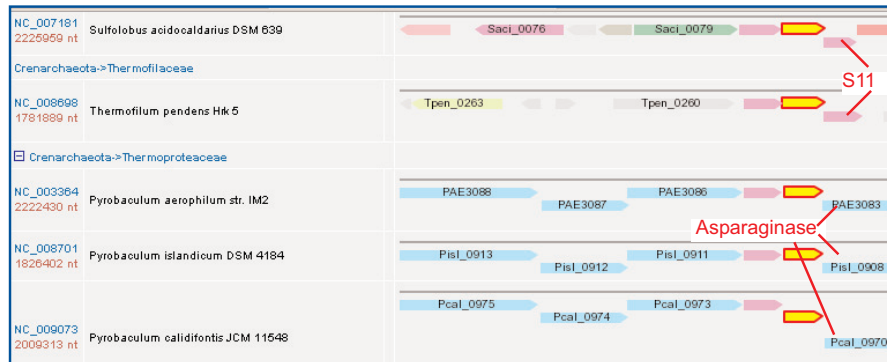 NC_007181
2225959 nt
Sulfolobus acidocaldarius DSM 639
Saci_0076
Saci_0079
S11
Crenarchaeota->Thermofilaceae
NC_008698
1781889 nt
Thermofilum pendens Hrk 5
Tpen_0263
Tpen_0260
Crenarchaeota->Thermoproteaceae
NC_003364
2222430 nt
Pyrobaculum aerophilum str. IM2
PAE3088
PAE3087
PAE3086
PAE3083
Asparaginase
NC_008701
1826402 nt
Pyrobaculum islandicum DSM 4184
Pisl_0913
Pisl_0912
Pisl_0911
Pisl_0908
NC_009073
2009313 nt
Pyrobaculum calidifontis JCM 11548
Pcal_0975
Pcal_0974
Pcal_0973
Pcal_0970